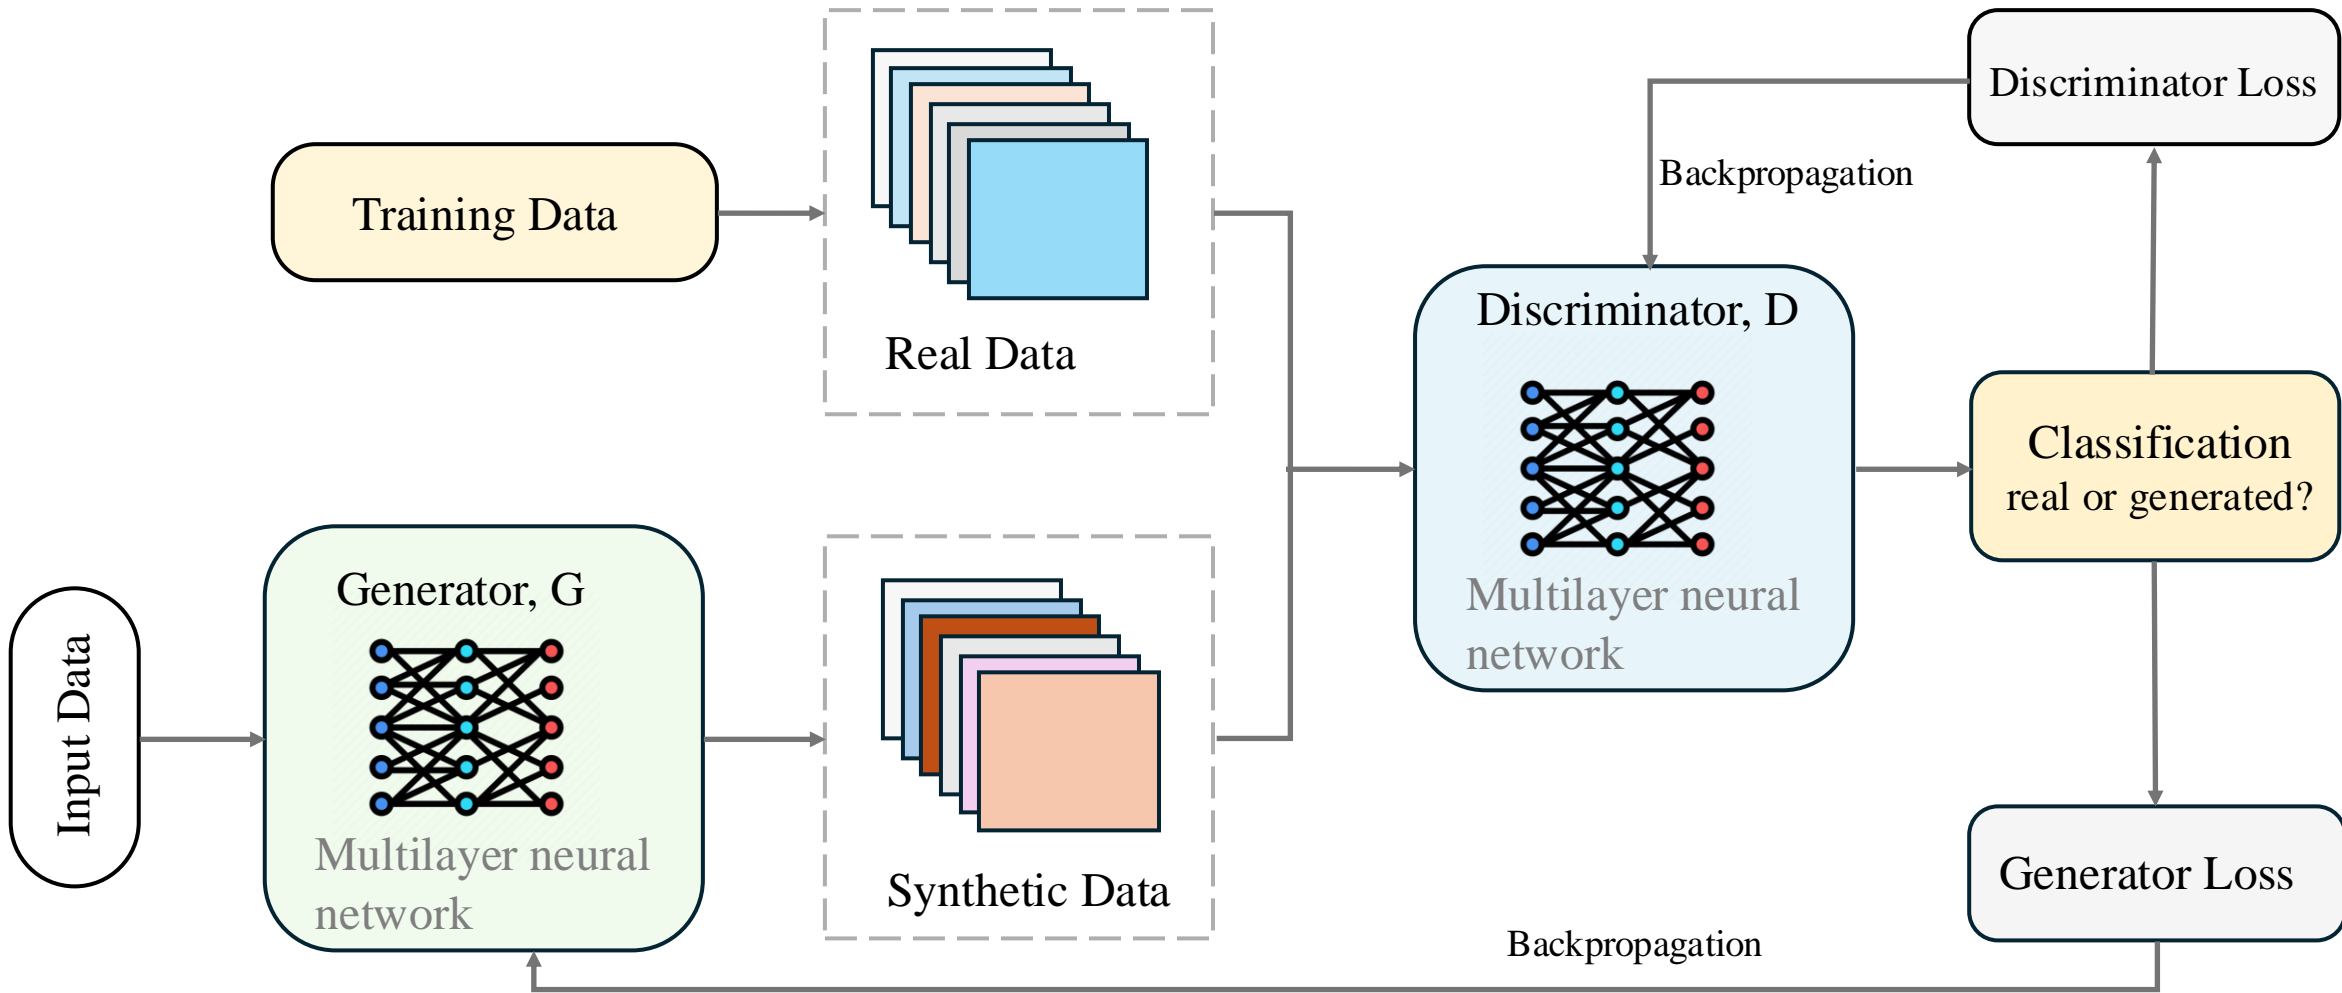 Training Data
Real Data
Discriminator Loss
Backpropagation
Discriminator, D
Multilayer neural
network
Classification
real or generated?
Input Data
Generator, G
Multilayer neural
network
Synthetic Data
Generator Loss
Backpropagation